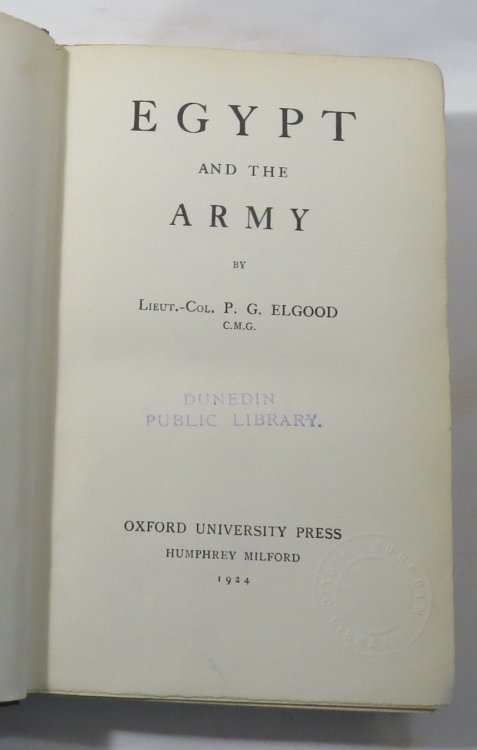 EGYPT
AND THE
ARMY
BY
LIEUT.-COL. P. G. ELGOOD
C.M.G.
DUNEDIN
PUBLIC LIBRARY.
OXFORD UNIVERSITY PRESS
HUMPHREY MILFORD
1924